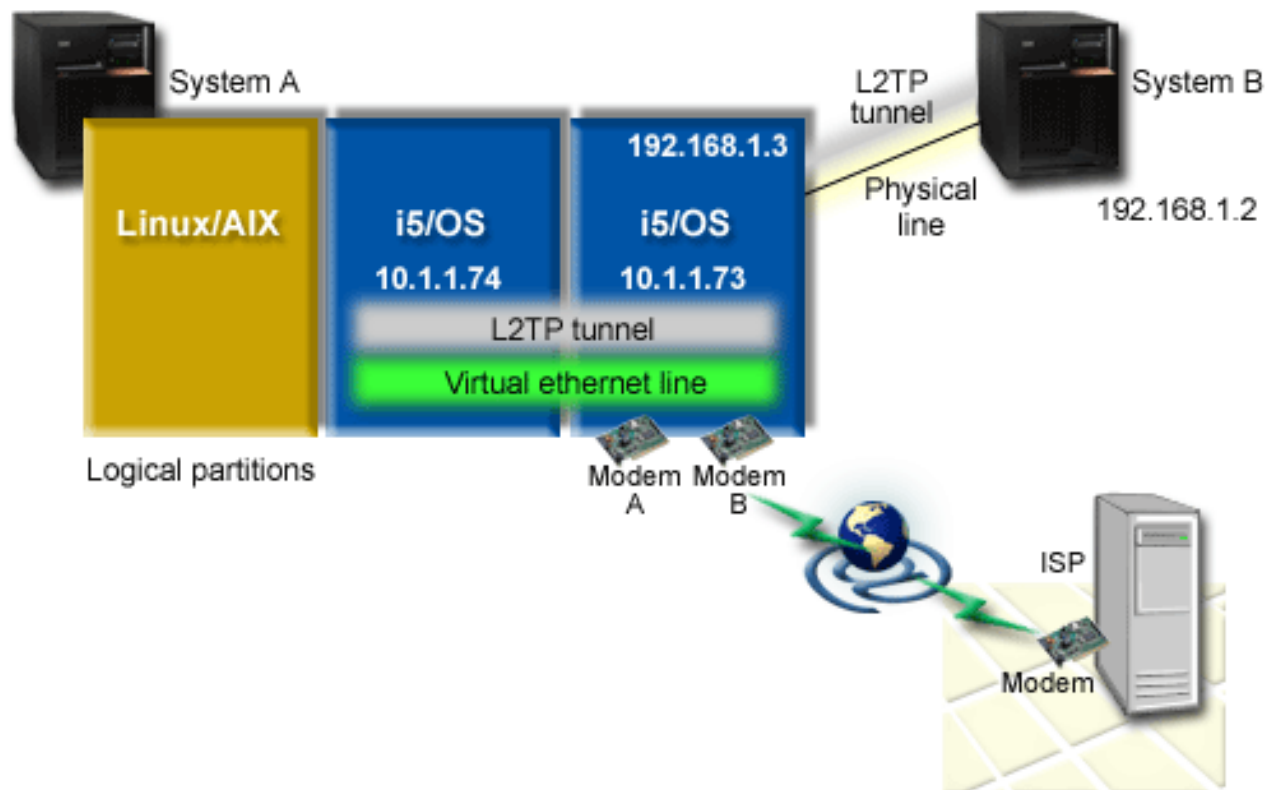 System A
L2TP
tunnel
System B
192.168.1.3
Physical
line
192.168.1.2
Linux/AIX
i5/OS
i5/OS
10.1.1.74
10.1.1.73
L2TP tunnel
Virtual ethernet line
Logical partitions
Modem
A
Modem
B
ISP
Modem